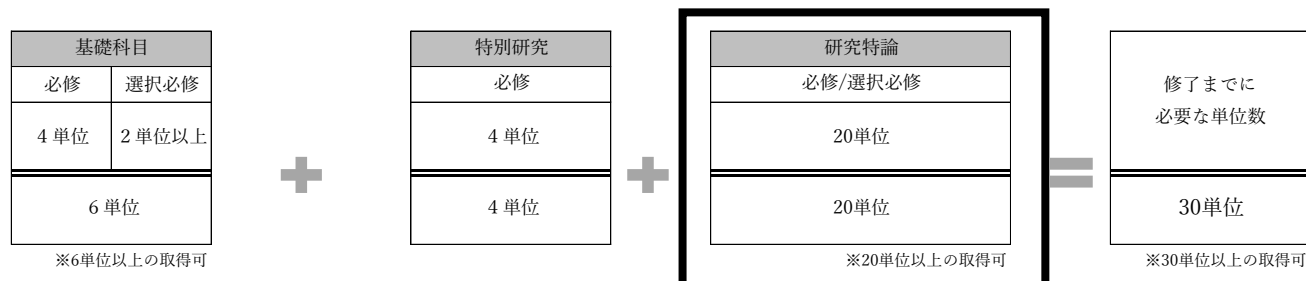 基礎科目
必修
選択必修
4 単位
2 単位以上
6 単位
※6単位以上の取得可
特別研究
必修
4 単位
4 単位
研究特論
必修/選択必修
20単位
20単位
※20単位以上の取得可
修了までに
必要な単位数
30単位
※30単位以上の取得可